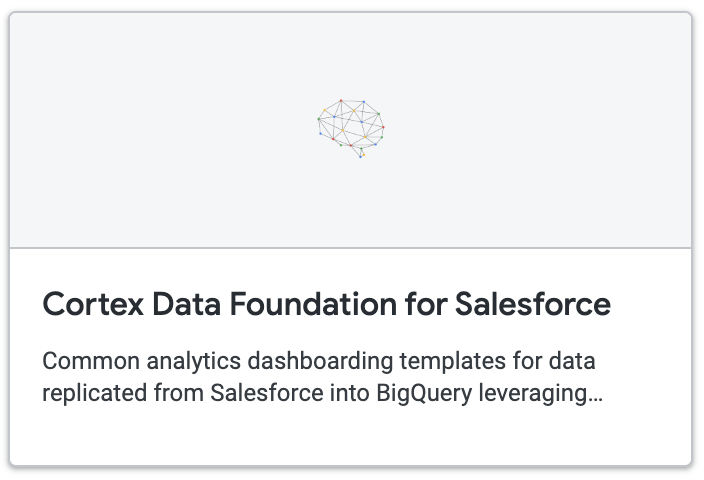 Cortex Data Foundation for Salesforce
Common analytics dashboarding templates for data
replicated from Salesforce into BigQuery leveraging...